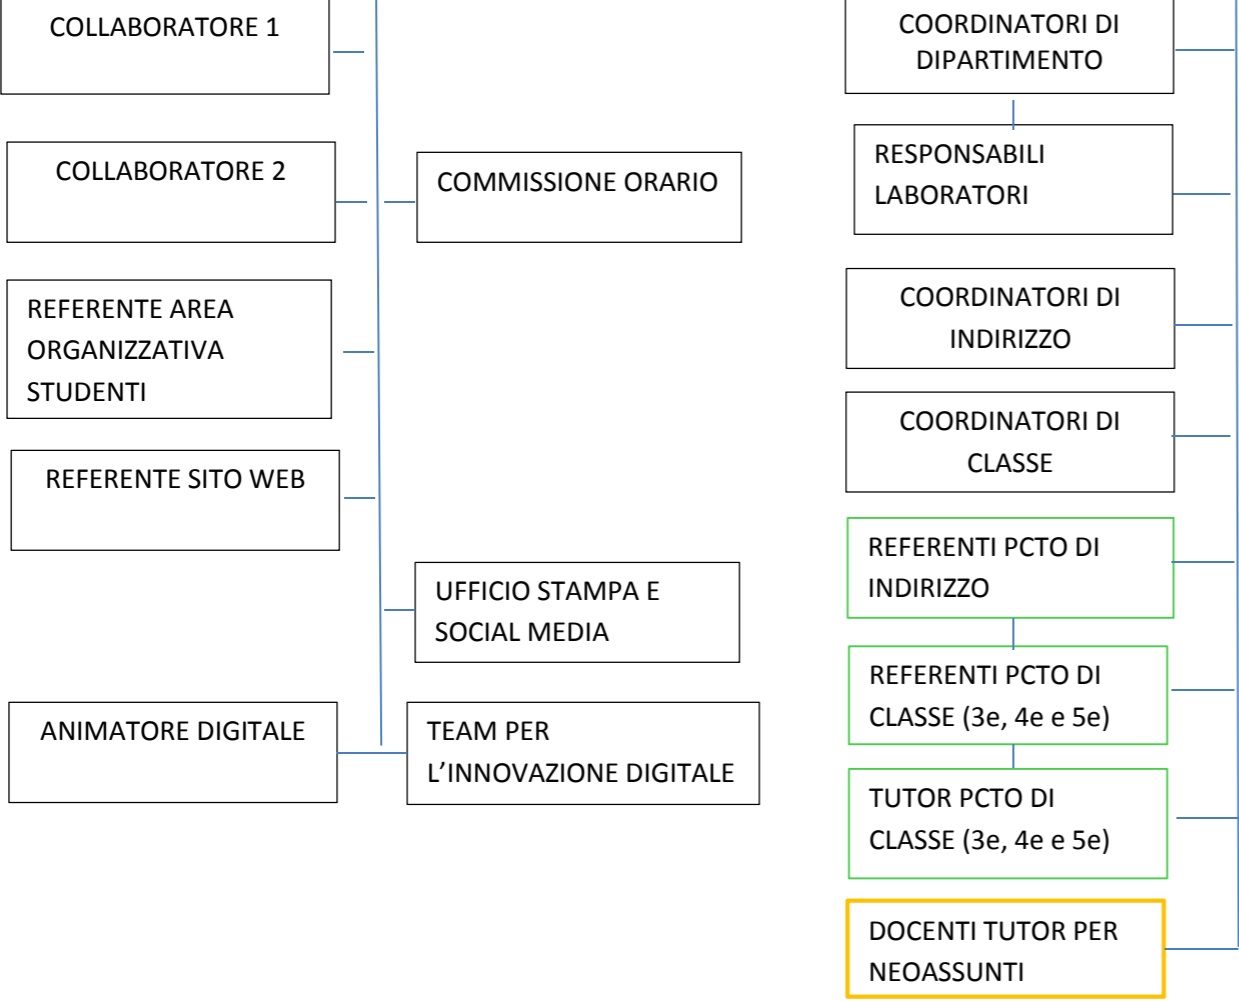 COLLABORATORE 1
COLLABORATORE 2
COMMISSIONE ORARIO
REFERENTE AREA
ORGANIZZATIVA
STUDENTI
REFERENTE SITO WEB
UFFICIO STAMPA E
SOCIAL MEDIA
ANIMATORE DIGITALE
TEAM PER
L’INNOVAZIONE DIGITALE
COORDINATORI DI
DIPARTIMENTO
RESPONSABILI
LABORATORI
COORDINATORI DI
INDIRIZZO
COORDINATORI DI
CLASSE
REFERENTI PCTO DI
INDIRIZZO
REFERENTI PCTO DI
CLASSE (3e, 4e e 5e)
TUTOR PCTO DI
CLASSE (3e, 4e e 5e)
DOCENTI TUTOR PER
NEOASSUNTI